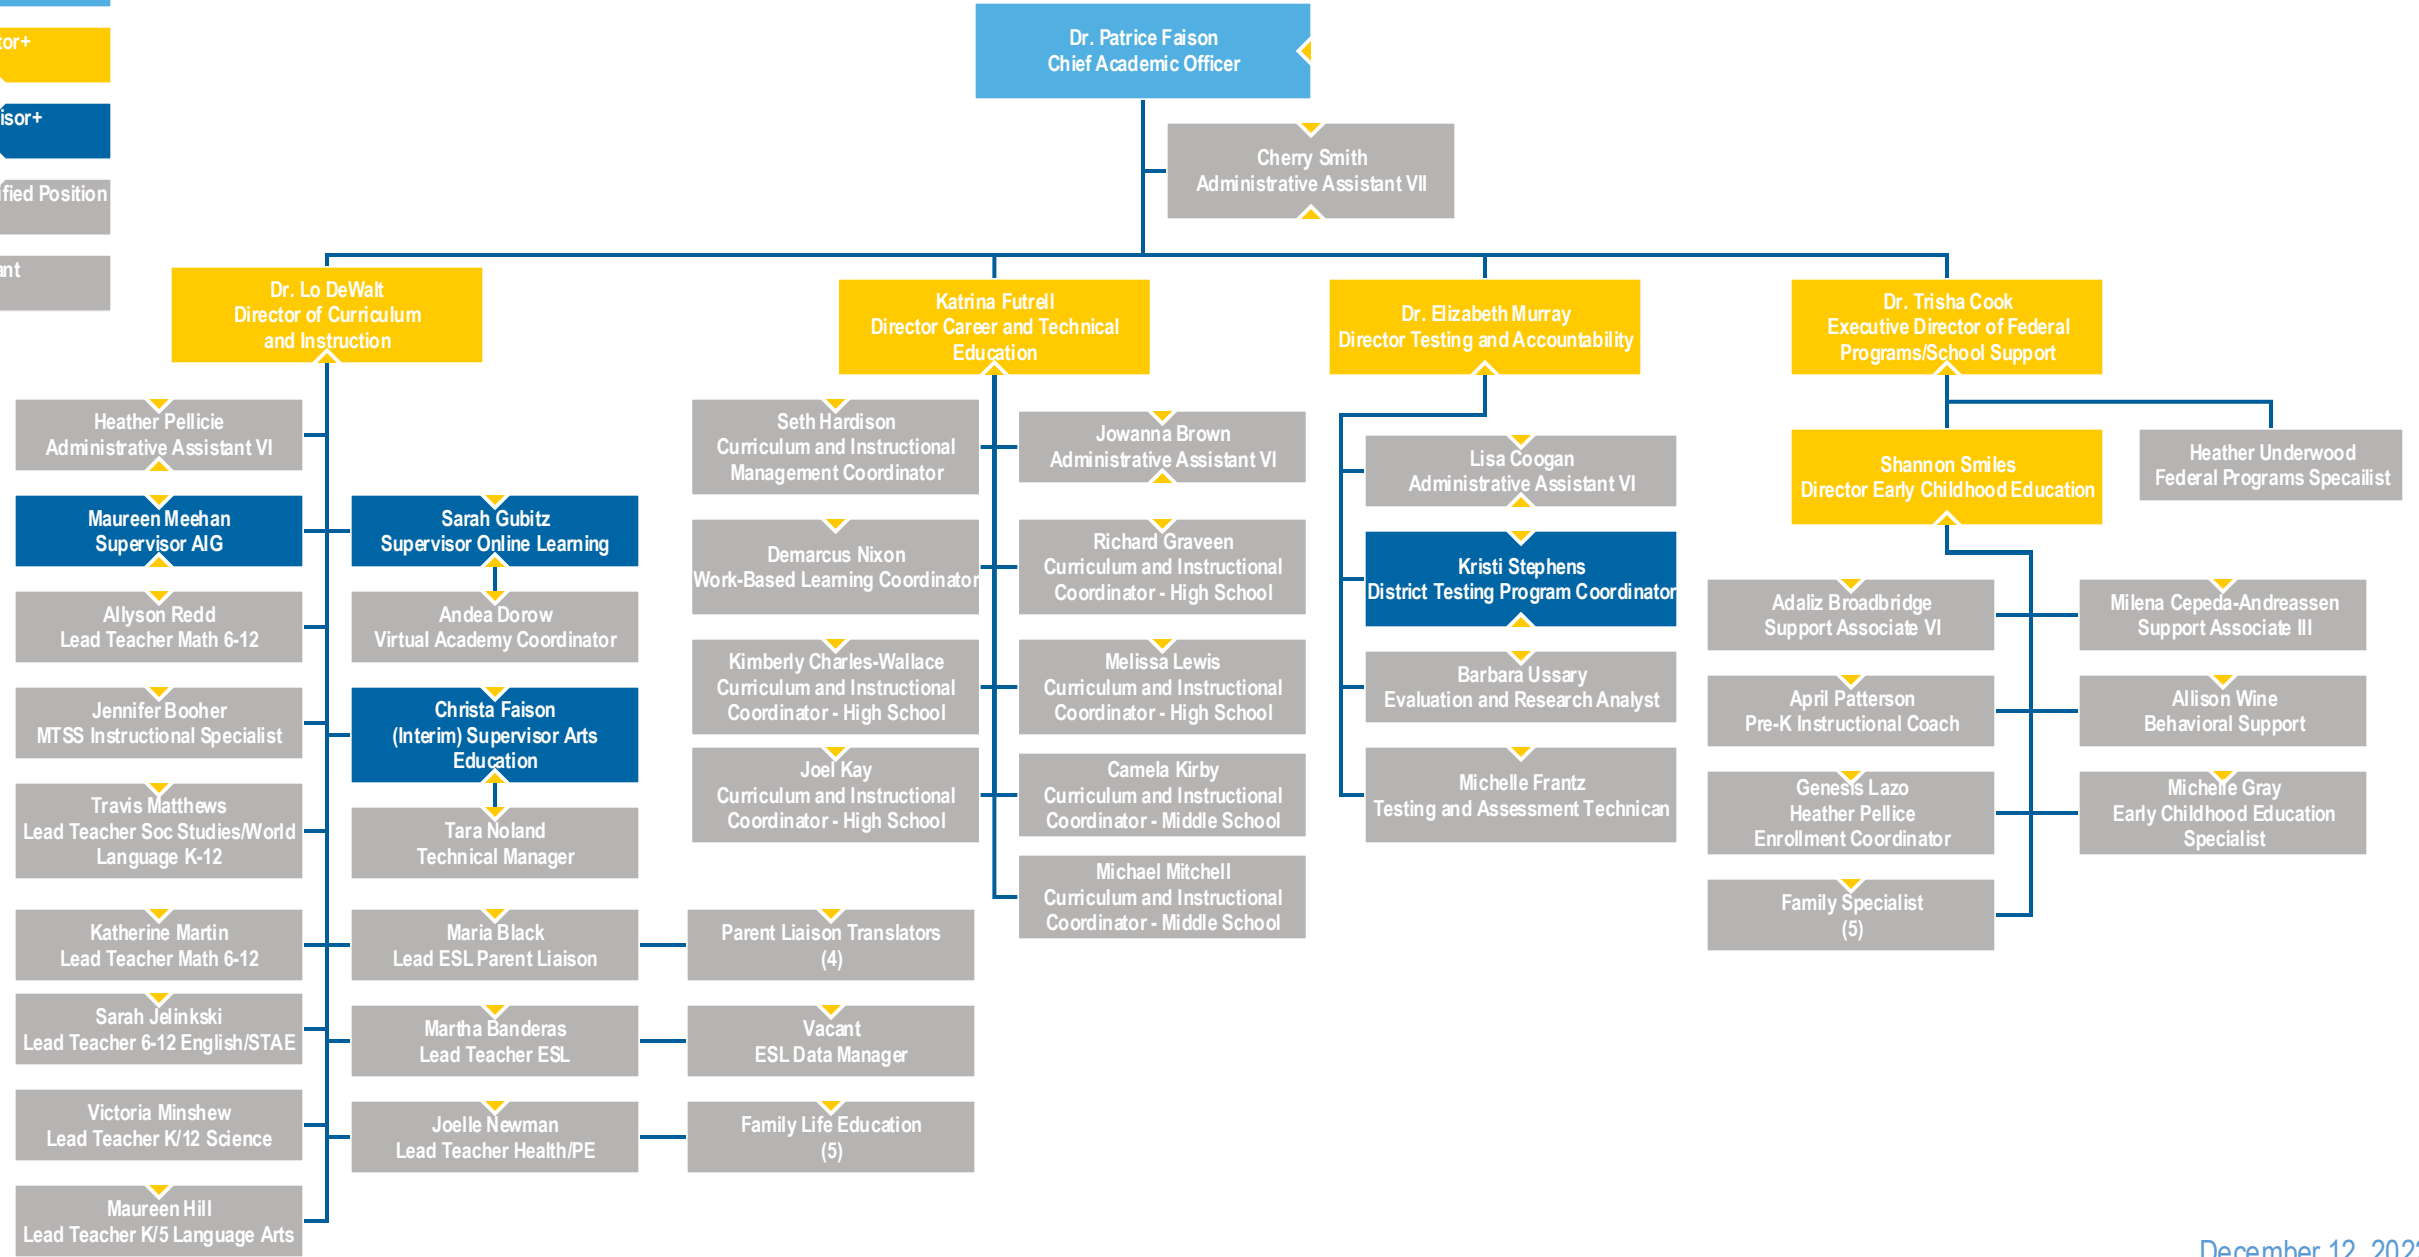 tor+
isor+
ified Position
ant
Dr. Patrice Faison
Chief Academic Officer
Cherry Smith
Administrative Assistant VII
Dr. Lo DeWalt
Director of Curriculum
and Instruction
Heather Pellicie
Administrative Assistant VI
Maureen Meehan
Supervisor AIG
Sarah Gubitz
Supervisor Online Learning
Allyson Redd
Lead Teacher Math 6-12
Andea Dorow
Virtual Academy Coordinator
Jennifer Booher
MTSS Instructional Specialist
Christa Faison
(Interim) Supervisor Arts
Education
Travis Matthews
Lead Teacher Soc Studies/World
Language K-12
Tara Noland
Technical Manager
Katherine Martin
Lead Teacher Math 6-12
Maria Black
Lead ESL Parent Liaison
Parent Liaison Translators
(4)
Sarah Jelinkski
Lead Teacher 6-12 English/STAE
Martha Banderas
Lead Teacher ESL
Vacant
ESL Data Manager
Victoria Minshew
Lead Teacher K/12 Science
Joelle Newman
Lead Teacher Health/PE
Family Life Education
(5)
Maureen Hill
Lead Teacher K/5 Language Arts
Katrina Futrell
Director Career and Technical
Education
Seth Hardison
Curriculum and Instructional
Management Coordinator
Jowanna Brown
Administrative Assistant VI
Demarcus Nixon
Work-Based Learning Coordinator
Richard Graveen
Curriculum and Instructional
Coordinator - High School
Kimberly Charles-Wallace
Curriculum and Instructional
Coordinator - High School
Melissa Lewis
Curriculum and Instructional
Coordinator - High School
Joel Kay
Curriculum and Instructional
Coordinator - High School
Camela Kirby
Curriculum and Instructional
Coordinator - Middle School
Michael Mitchell
Curriculum and Instructional
Coordinator - Middle School
Dr. Elizabeth Murray
Director Testing and Accountability
Lisa Coogan
Administrative Assistant VI
Kristi Stephens
District Testing Program Coordinator
Barbara Ussary
Evaluation and Research Analyst
Michelle Frantz
Testing and Assessment Technican
Dr. Trisha Cook
Executive Director of Federal
Programs/School Support
Shannon Smiles
Director Early Childhood Education
Heather Underwood
Federal Programs Specailist
Adaliz Broadbridge
Support Associate VI
Milena Cepeda-Andreassen
Support Associate III
April Patterson
Pre-K Instructional Coach
Allison Wine
Behavioral Support
Genesis Lazo
Heather Pellice
Enrollment Coordinator
Michelle Gray
Early Childhood Education
Specialist
Family Specialist
(5)
December 12, 202